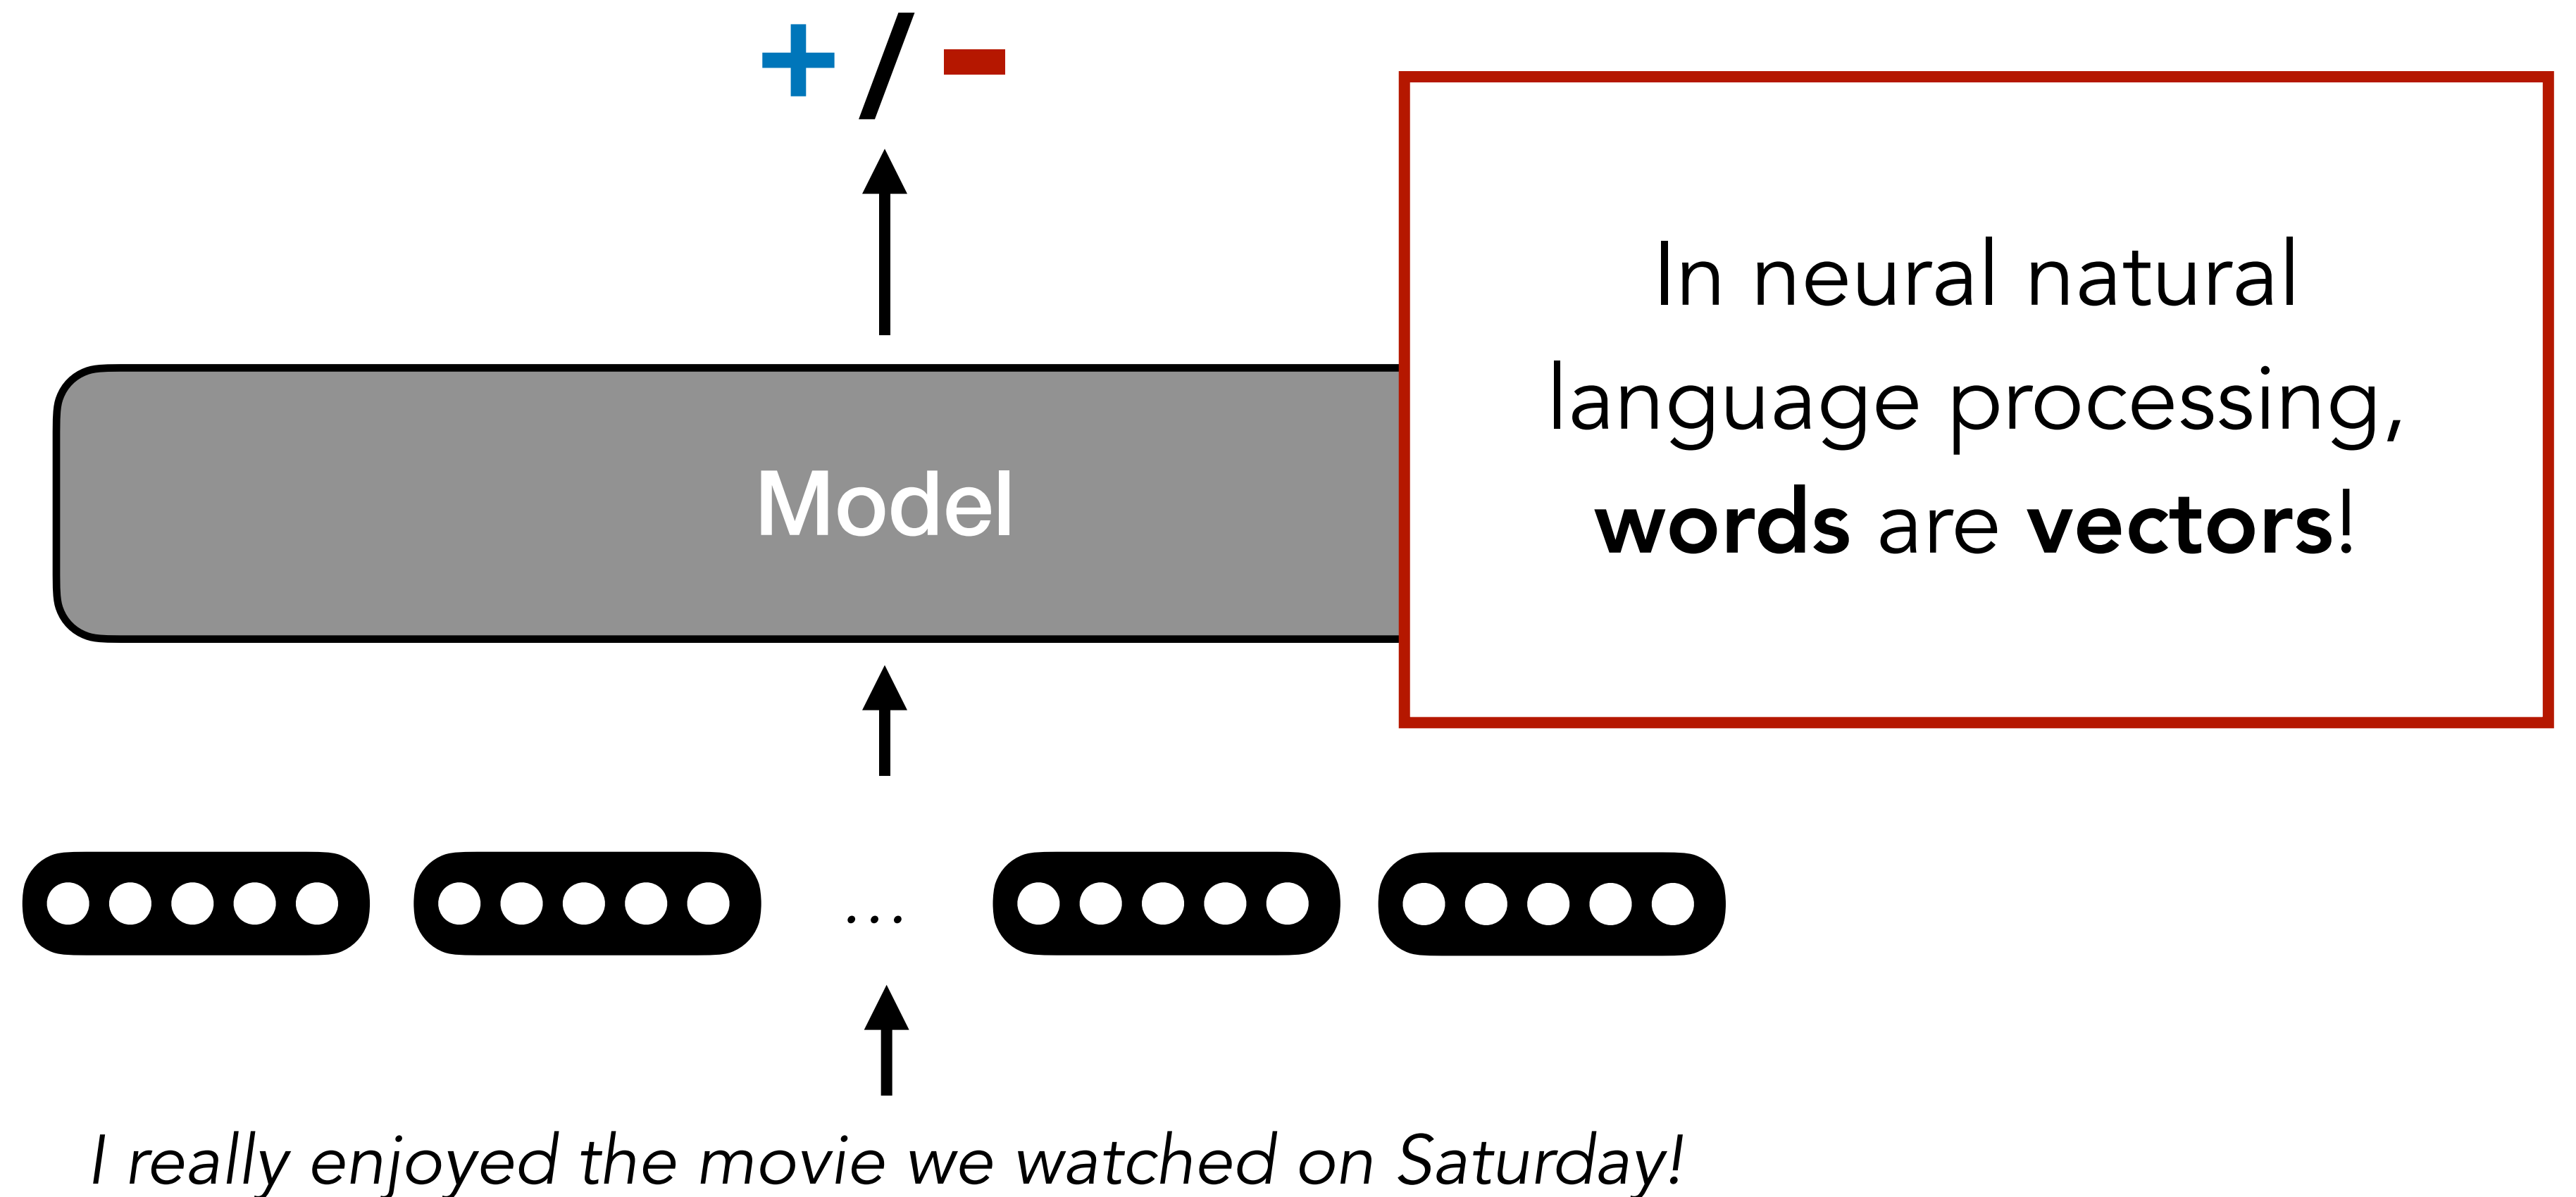 +/-
In neural natural
language processing,
words are vectors!
Model
...
I really enjoyed the movie we watched on Saturday!